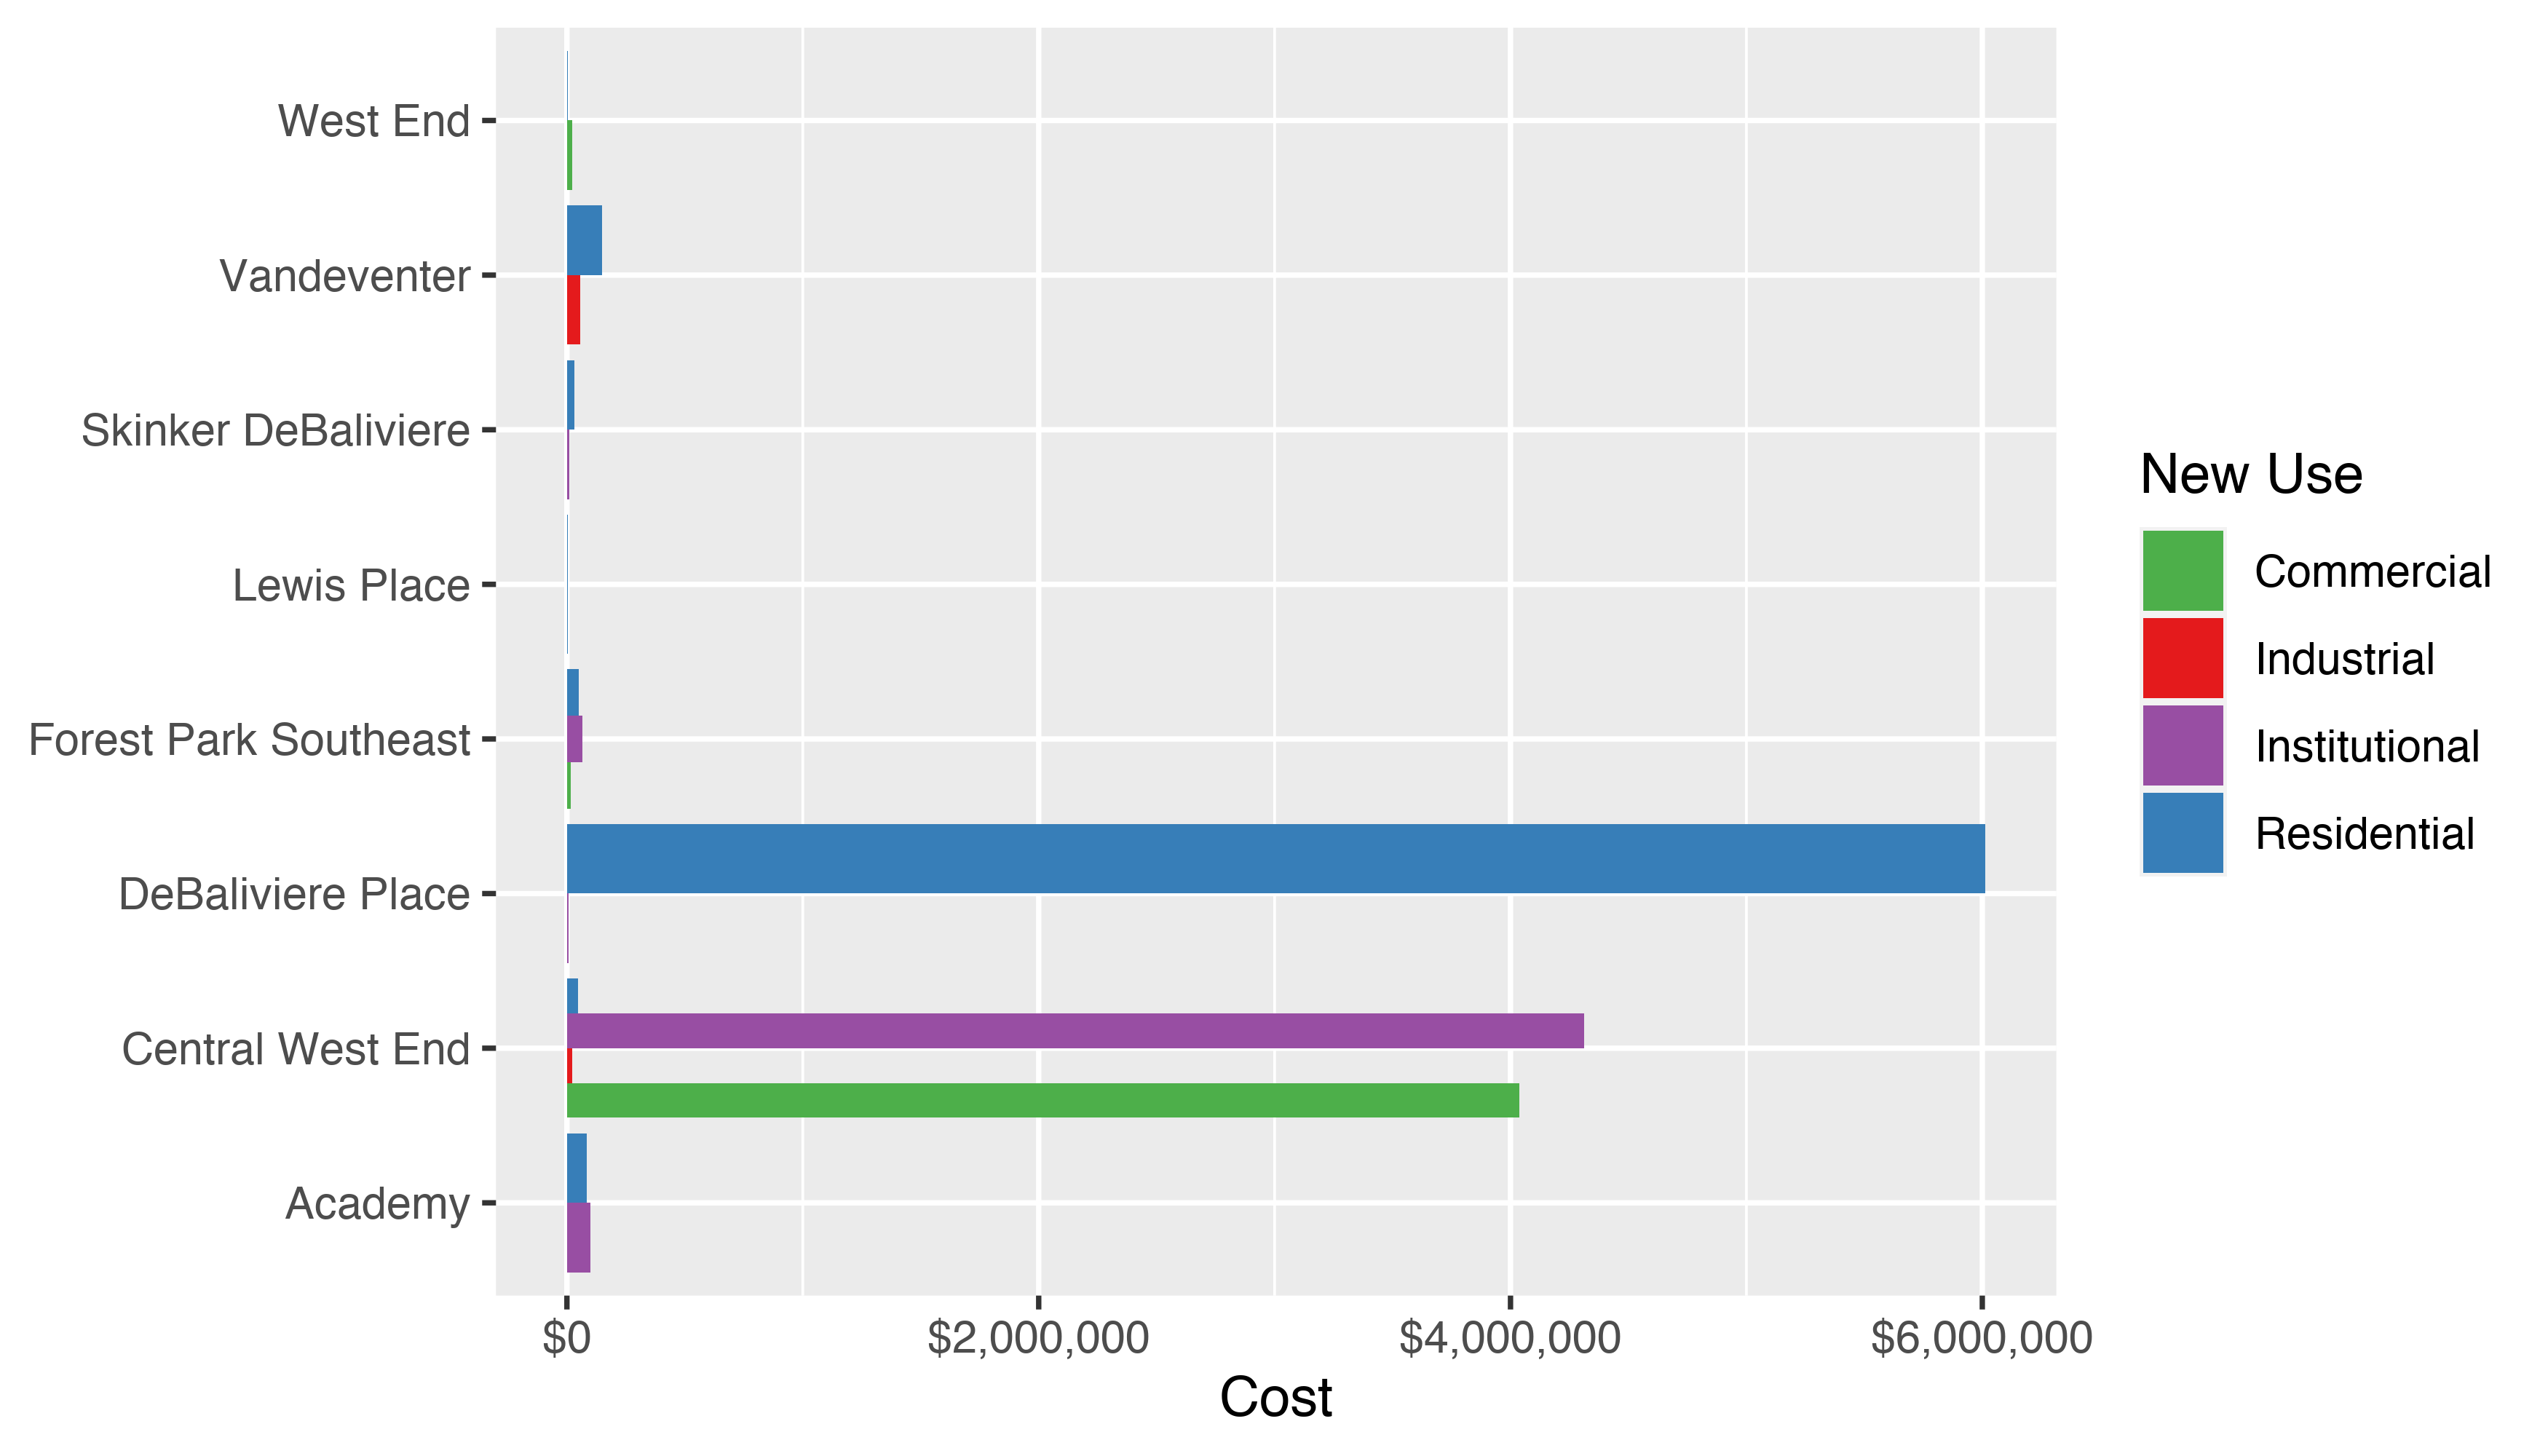 West End
Vandeventer
Skinker DeBaliviere
Lewis Place
Forest Park Southeast
DeBaliviere Place
Central West End
Academy
$0
$2,000,000
$4,000,000
$6,000,000
Cost
New Use
Commercial
Industrial
Institutional
Residential